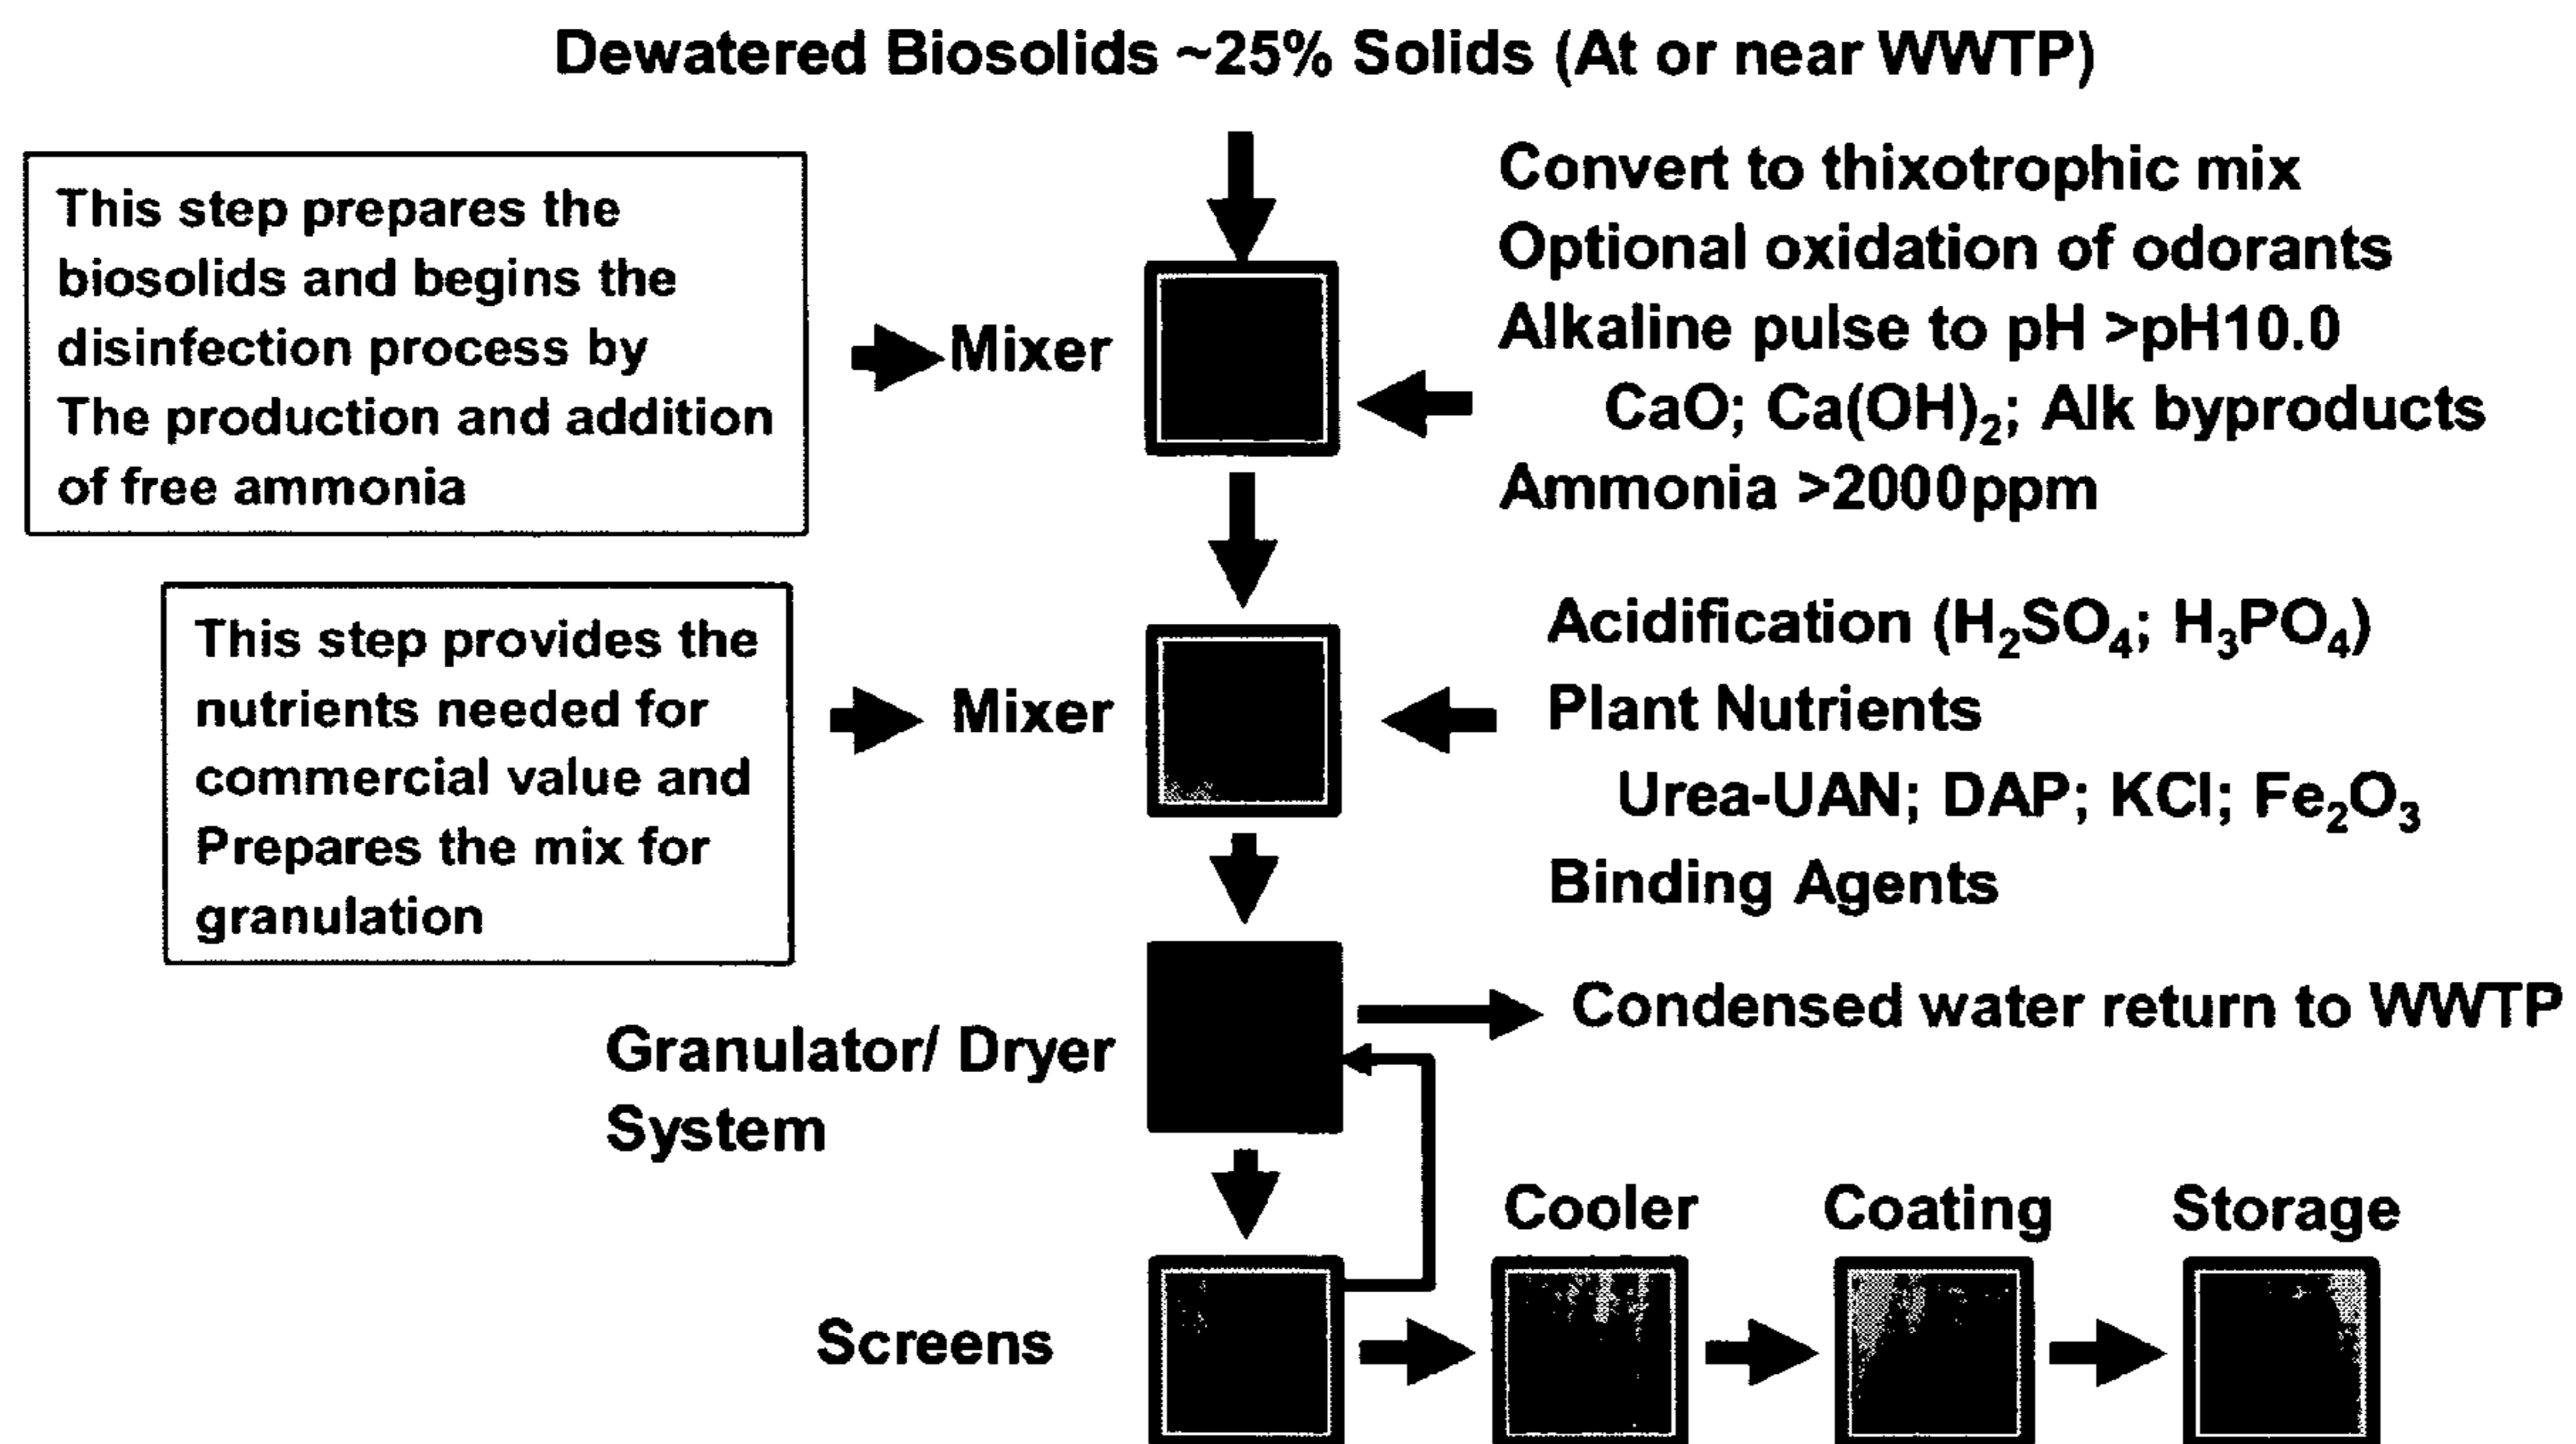 Dewatered Biosolids ~25% Solids (At or near WWTP)
This step prepares the
biosolids and begins the
disinfection process by
The production and addition
of free ammonia
Mixer
Convert to thixotrophic mix
Optional oxidation of odorants
Alkaline pulse to pH >pH10.0
CaO; Ca(OH)₂; Alk byproducts
Ammonia >2000ppm
This step provides the
nutrients needed for
commercial value and
Prepares the mix for
granulation
Mixer
Acidification (H₂SO₄; H₃PO₄)
Plant Nutrients
Urea-UAN; DAP; KCl; Fe₂O₃
Binding Agents
Granulator/ Dryer
System
Condensed water return to WWTP
Screens
Cooler
Coating
Storage